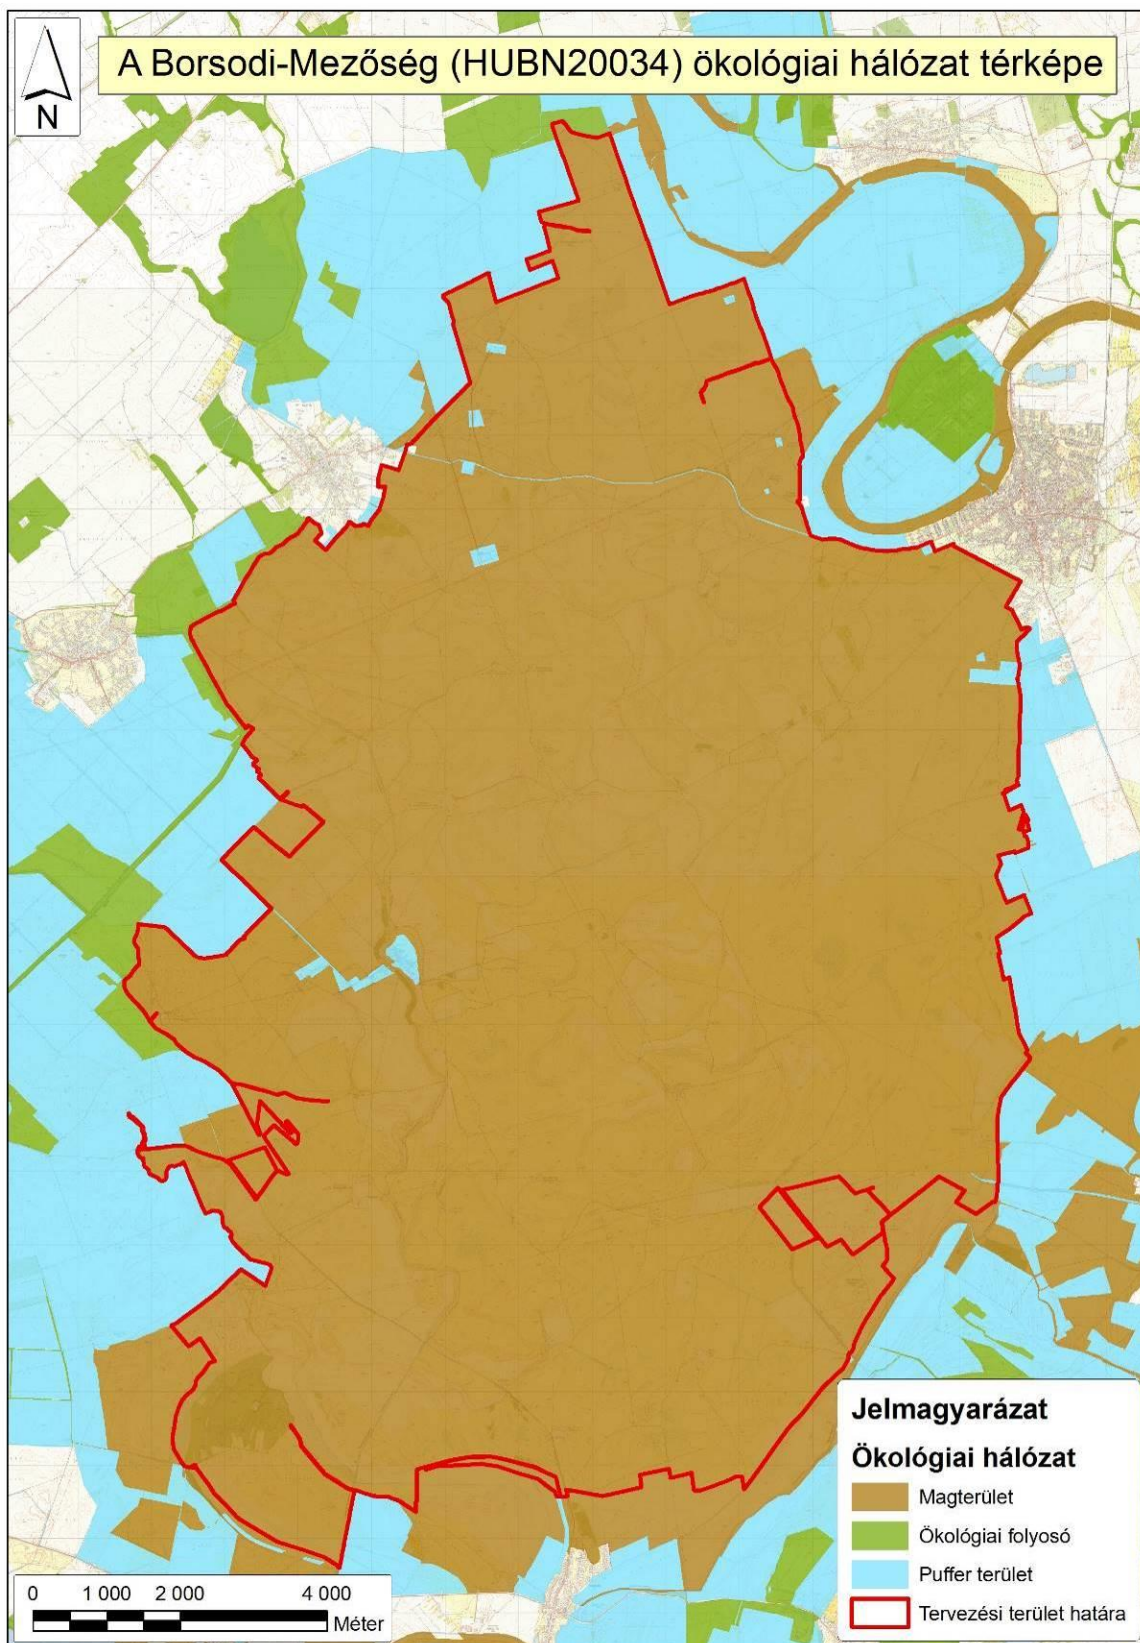 N
A Borsodi-Mezőség (HUBN20034) ökológiai hálózat térképe
Jelmagyarázat
Ökológiai hálózat
Magterület
Ökológiai folyosó
Puffer terület
Tervezési terület határa
0 1 000 2 000 4 000
Méter